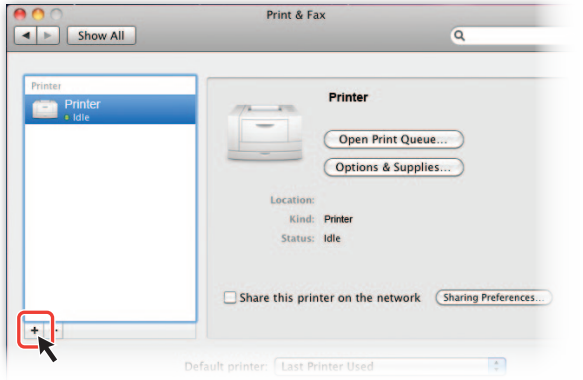 Print & Fax
Show All
Printer
Printer
Idle
Printer
Open Print Queue...
Options & Supplies...
Location:
Kind: Printer
Status: Idle
Share this printer on the network
Sharing Preferences...
+ -
Default printer: Last Printer Used